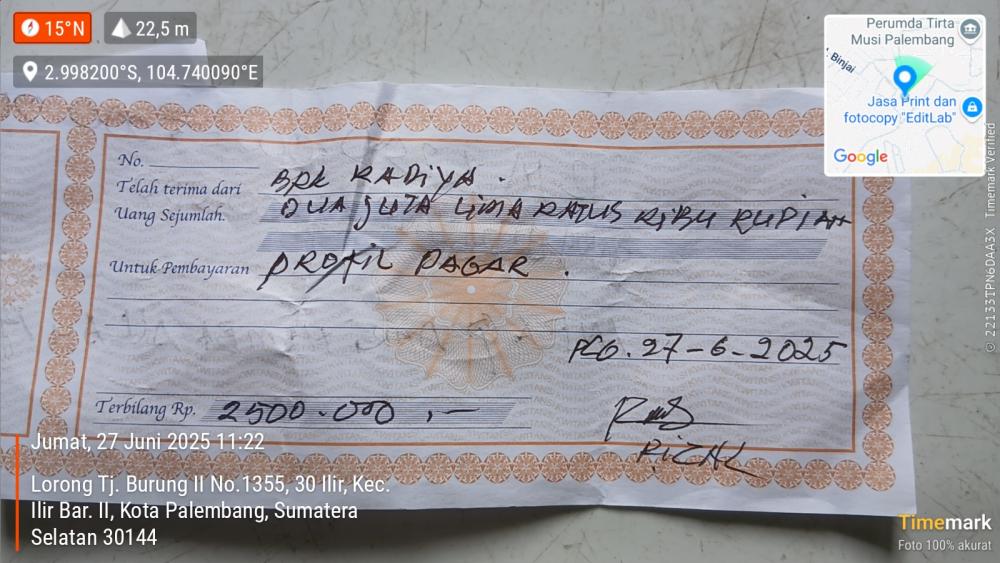 15°N
22,5 m
2.998200°S, 104.740090°E
Perumda Tirta
Musi Palembang
Binjai
Jasa Print dan
fotocopy "EditLab"
Google
No.
Telah terima dari BPK KADIYA.
Uang Sejumlah. DUA JUTA LIMA RATUS RIBU RUPIAH
Untuk Pembayaran PROFIL PAGAR.
PLG. 27-6-2025
Terbilang Rp. 2500.000,-
RIZAL
Jumat, 27 Juni 2025 11:22
Lorong Tj. Burung II No.1355, 30 Ilir, Kec.
Ilir Bar. II, Kota Palembang, Sumatera
Selatan 30144
Timemark
Foto 100% akurat
© 22133TPN6DAA3X Timemark Verified